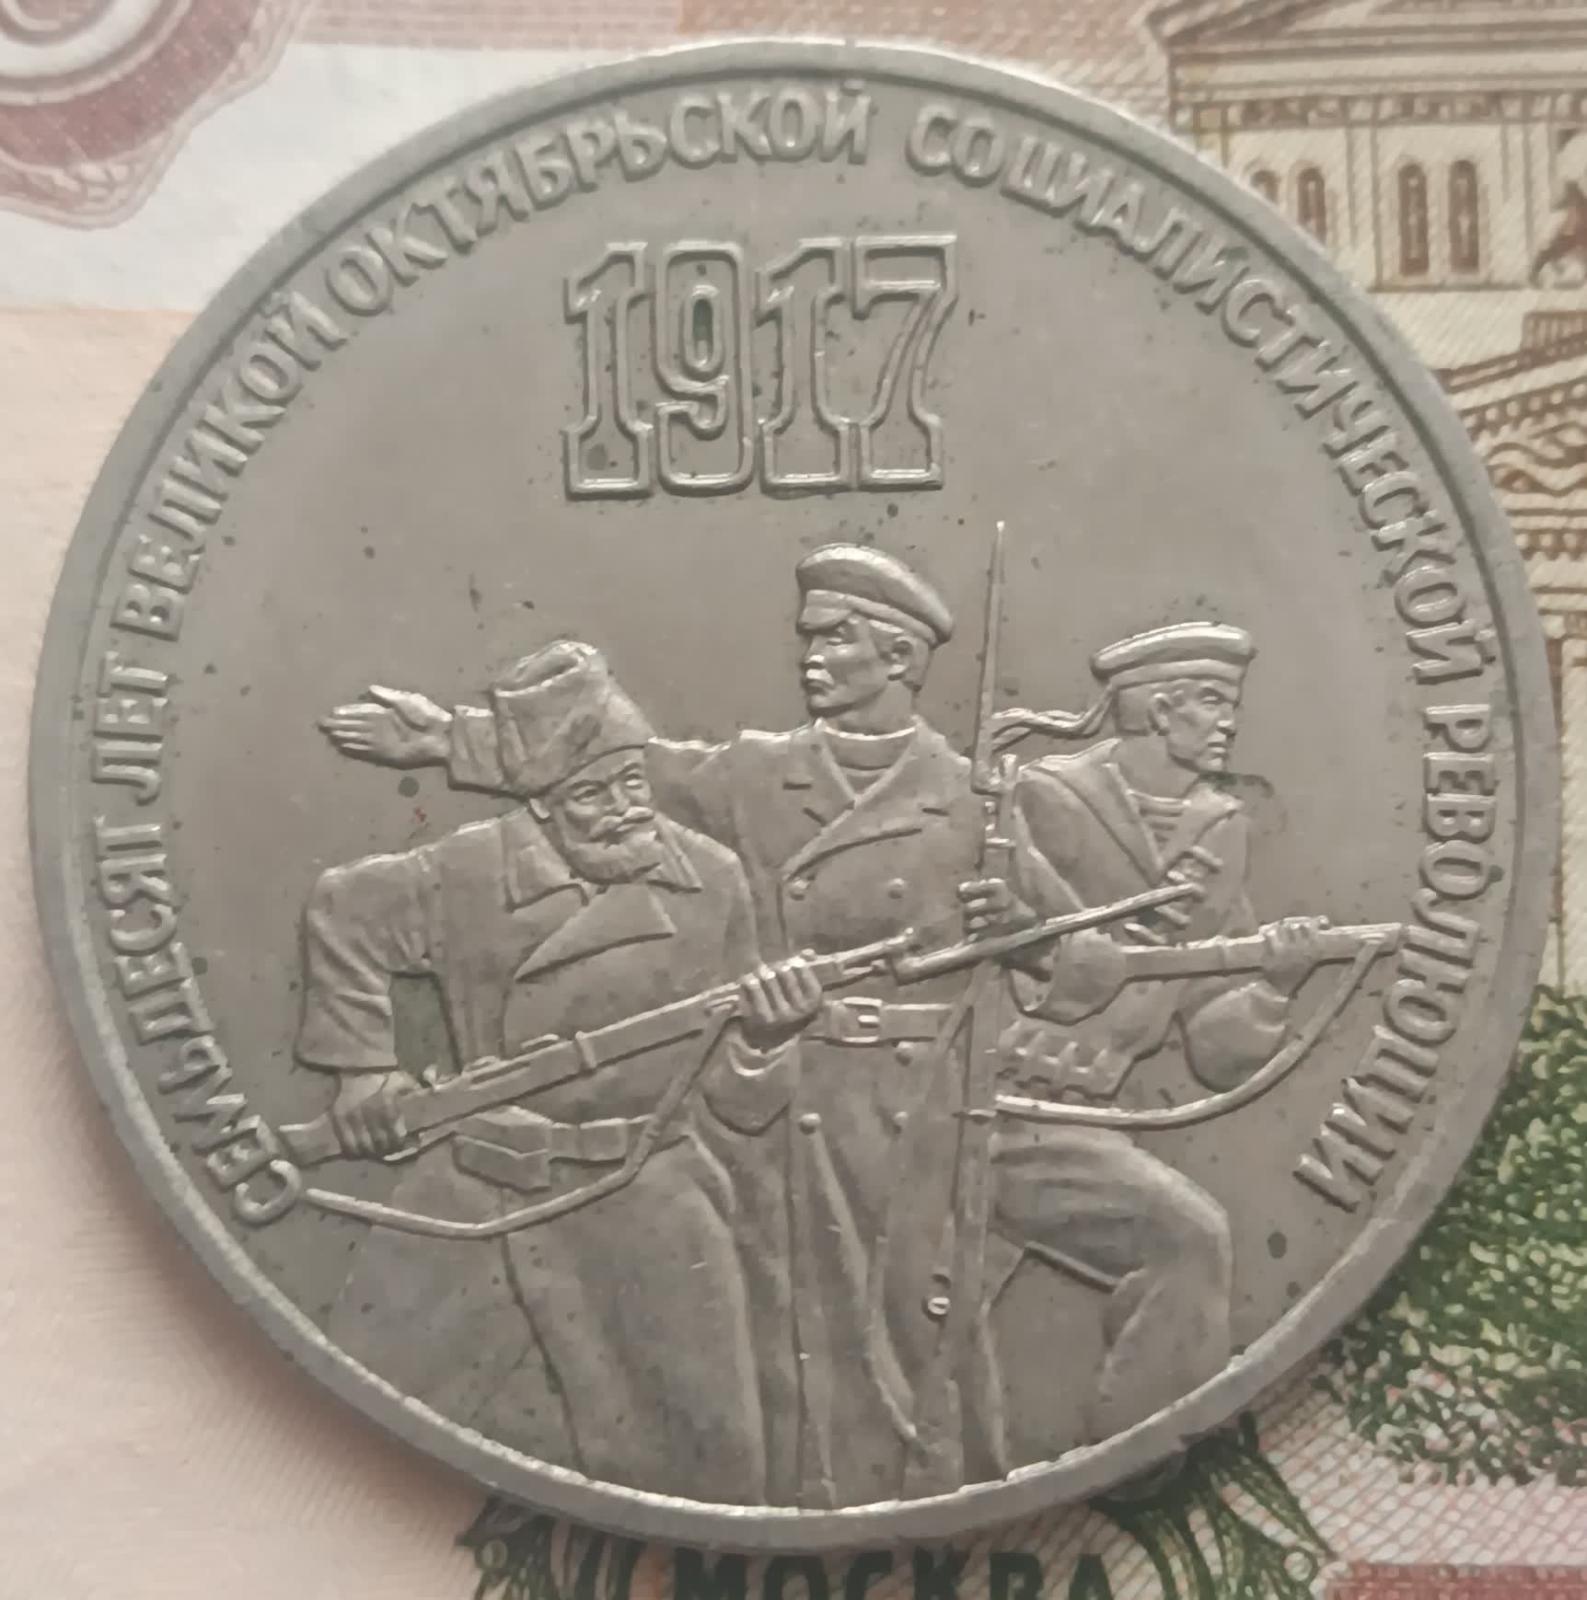 СЕМЬДЕСЯТ ЛЕТ ВЕЛИКОЙ ОКТЯБРЬСКОЙ СОЦИАЛИСТИЧЕСКОЙ РЕВОЛЮЦИИ
1917
МОСКВА